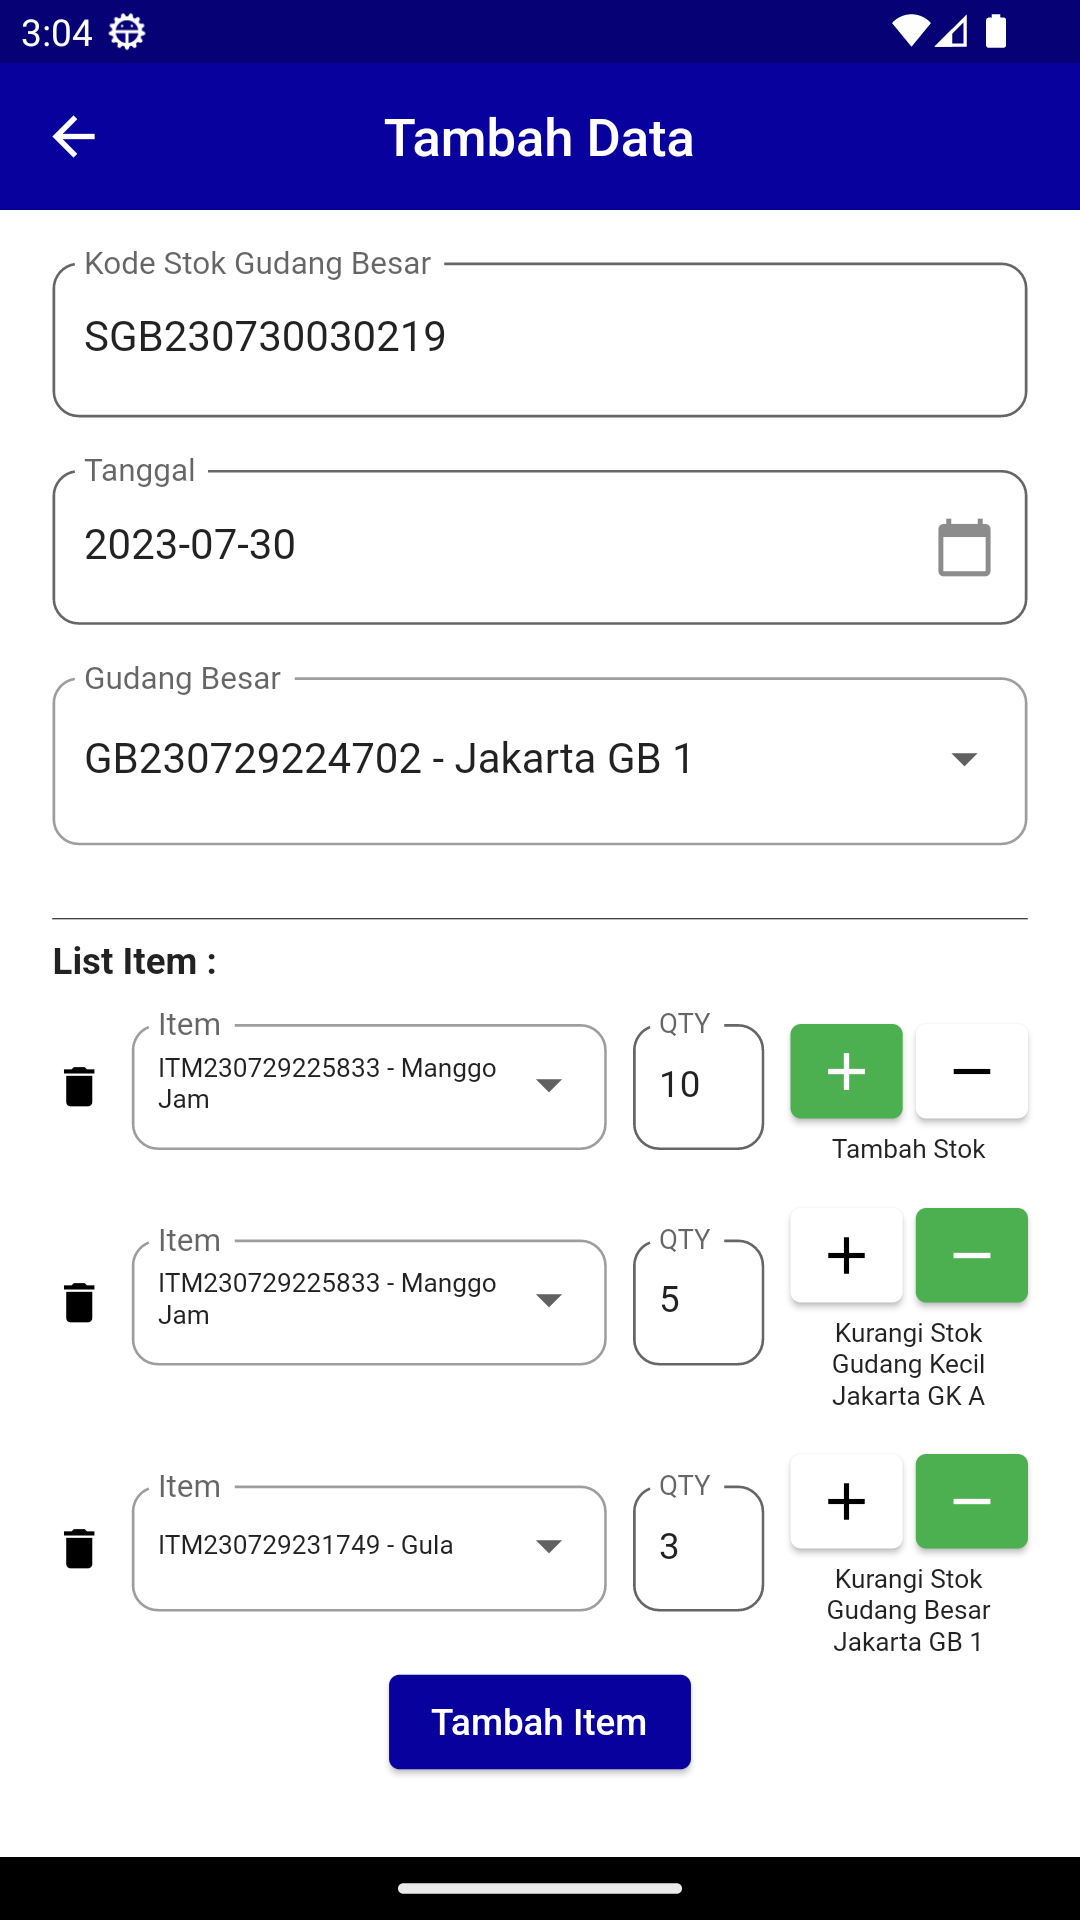 3:04
Tambah Data
Kode Stok Gudang Besar
SGB230730030219
Tanggal
2023-07-30
Gudang Besar
GB230729224702 - Jakarta GB 1
List Item :
Item
ITM230729225833 - Manggo
Jam
QTY
10
Tambah Stok
Item
ITM230729225833 - Manggo
Jam
QTY
5
Kurangi Stok
Gudang Kecil
Jakarta GK A
Item
ITM230729231749 - Gula
QTY
3
Kurangi Stok
Gudang Besar
Jakarta GB 1
Tambah Item